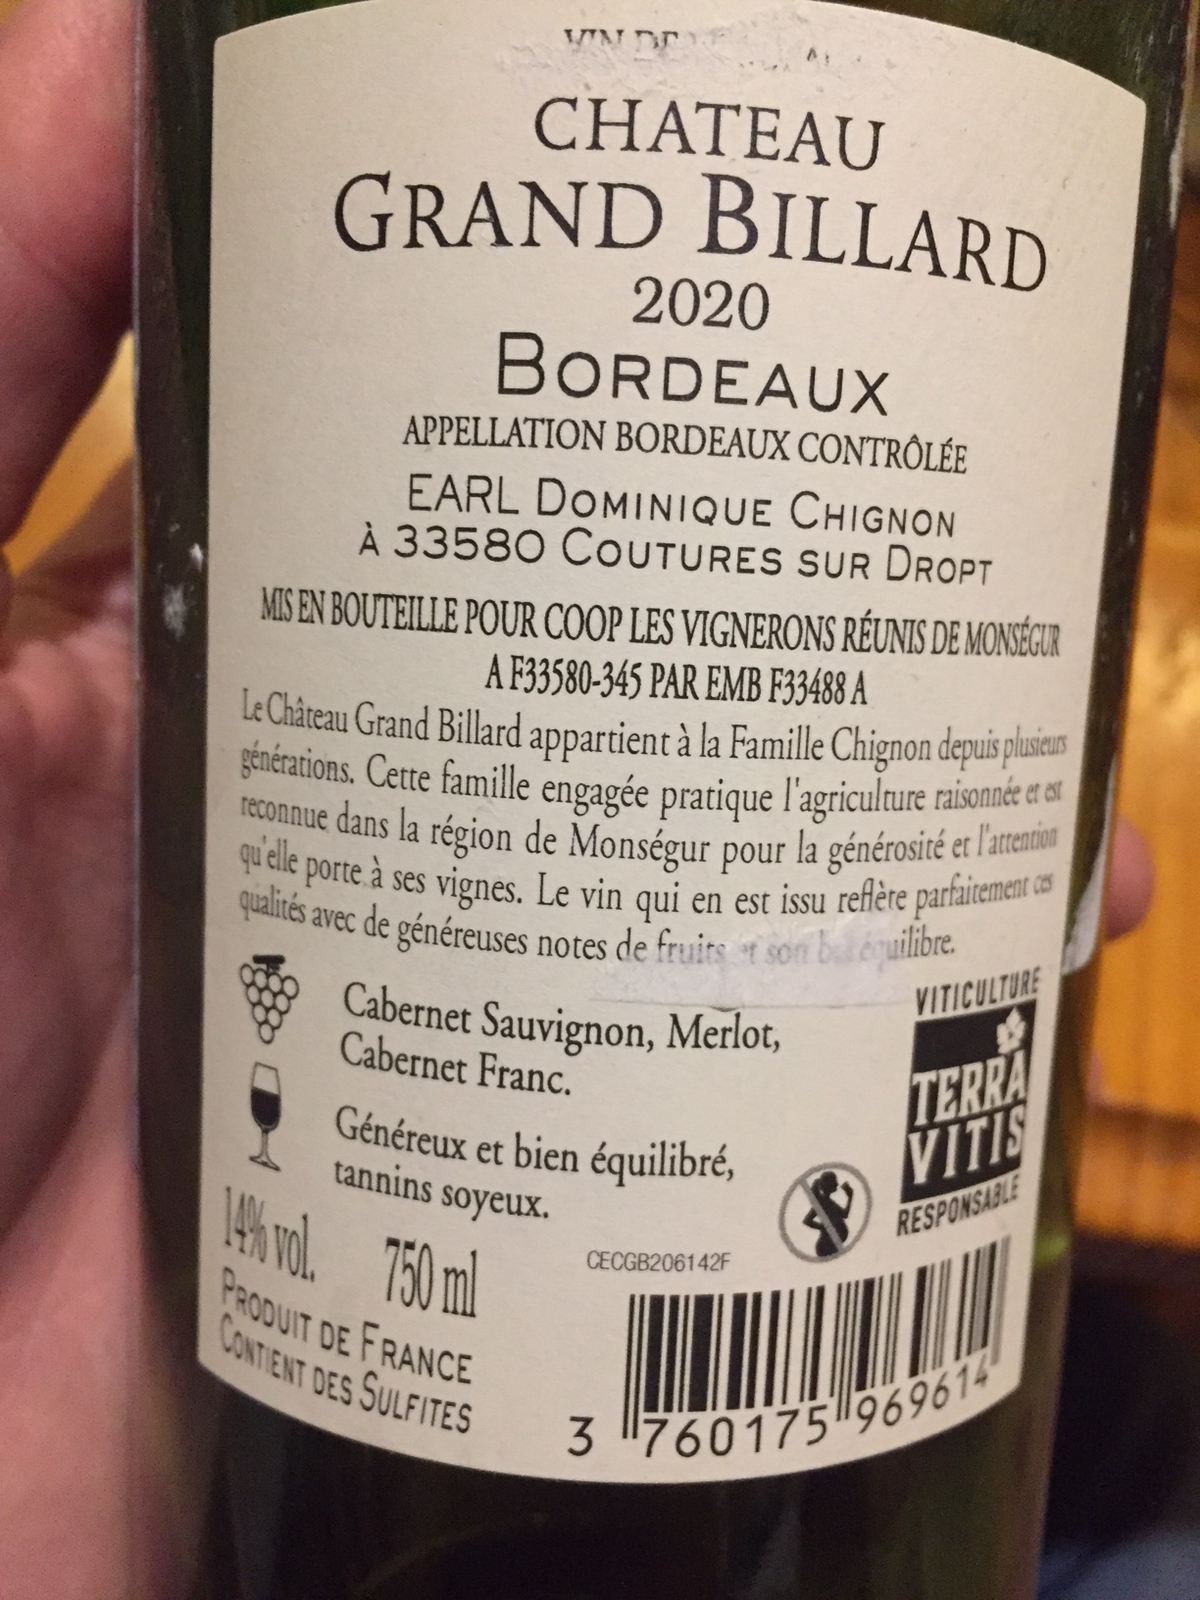 VIN DE
CHATEAU
GRAND BILLARD
2020
BORDEAUX
APPELLATION BORDEAUX CONTRÔLÉE
EARL DOMINIQUE CHIGNON
À 33580 COUTURES SUR DROPT
MIS EN BOUTEILLE POUR COOP LES VIGNERONS RÉUNIS DE MONSÉGUR
A F33580-345 PAR EMB F33488 A
Le Château Grand Billard appartient à la Famille Chignon depuis plusieurs
générations. Cette famille engagée pratique l'agriculture raisonnée et est
reconnue dans la région de Monségur pour la générosité et l'attention
qu'elle porte à ses vignes. Le vin qui en est issu reflète parfaitement ces
qualités avec de généreuses notes de fruits et son bel équilibre.
Cabernet Sauvignon, Merlot,
Cabernet Franc.
Généreux et bien équilibré,
tannins soyeux.
VITICULTURE
TERRA
VITIS
RESPONSABLE
14% vol. 750 ml
PRODUIT DE FRANCE
CONTIENT DES SULFITES
CECGB206142F
3 760175 969614